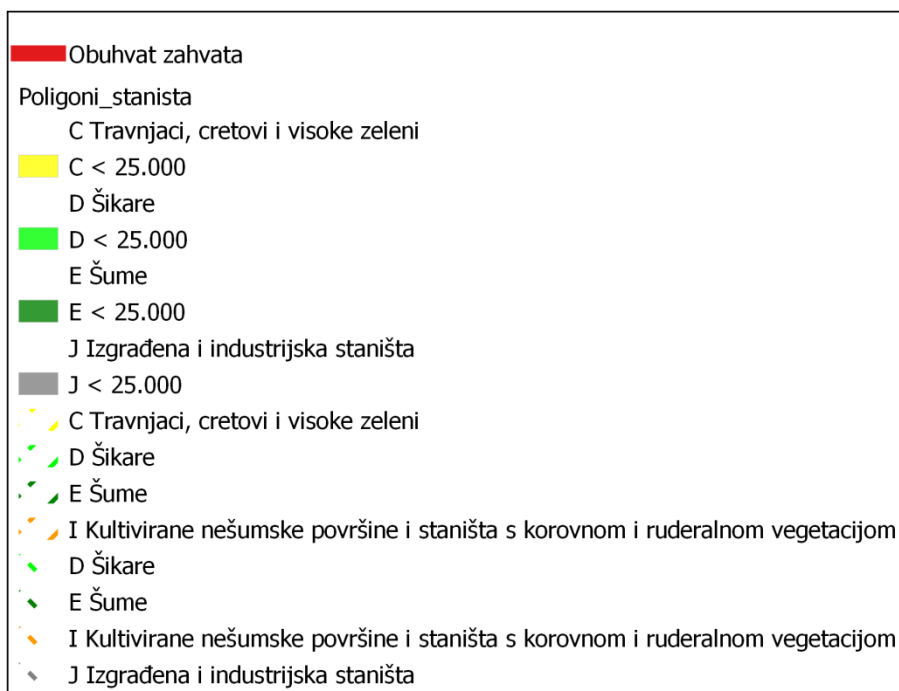 Obuhvat zahvata
Poligoni_stanista
C Travnjaci, cretovi i visoke zeleni
C < 25.000
D Šikare
D < 25.000
E Šume
E < 25.000
J Izgrađena i industrijska staništa
J < 25.000
C Travnjaci, cretovi i visoke zeleni
D Šikare
E Šume
I Kultivirane nešumske površine i staništa s korovnom i ruderalnom vegetacijom
D Šikare
E Šume
I Kultivirane nešumske površine i staništa s korovnom i ruderalnom vegetacijom
J Izgrađena i industrijska staništa